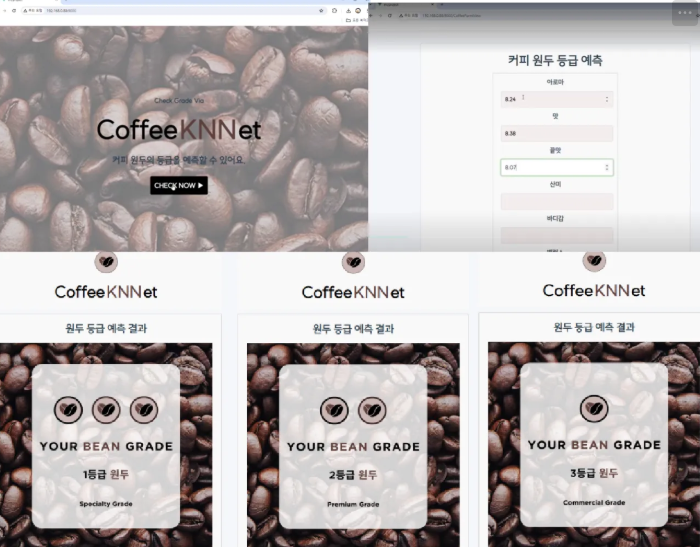 Check Grade Via
CoffeeKNNet
커피 원두의 등급을 예측할 수 있어요.
CHECK NOW ▶
커피 원두 등급 예측
아로마
8.24
맛
8.38
끝맛
8.07
산미
바디감
CoffeeKNNet
원두 등급 예측 결과
YOUR BEAN GRADE
1등급 원두
Specialty Grade
CoffeeKNNet
원두 등급 예측 결과
YOUR BEAN GRADE
2등급 원두
Premium Grade
CoffeeKNNet
원두 등급 예측 결과
YOUR BEAN GRADE
3등급 원두
Commercial Grade